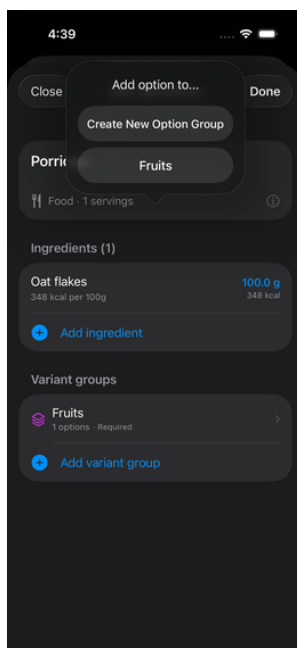 4:39
Close
Add option to...
Done
Create New Option Group
Fruits
Porric
Food · 1 servings
Ingredients (1)
Oat flakes
100.0 g
348 kcal per 100g
348 kcal
Add ingredient
Variant groups
Fruits
1 options · Required
Add variant group